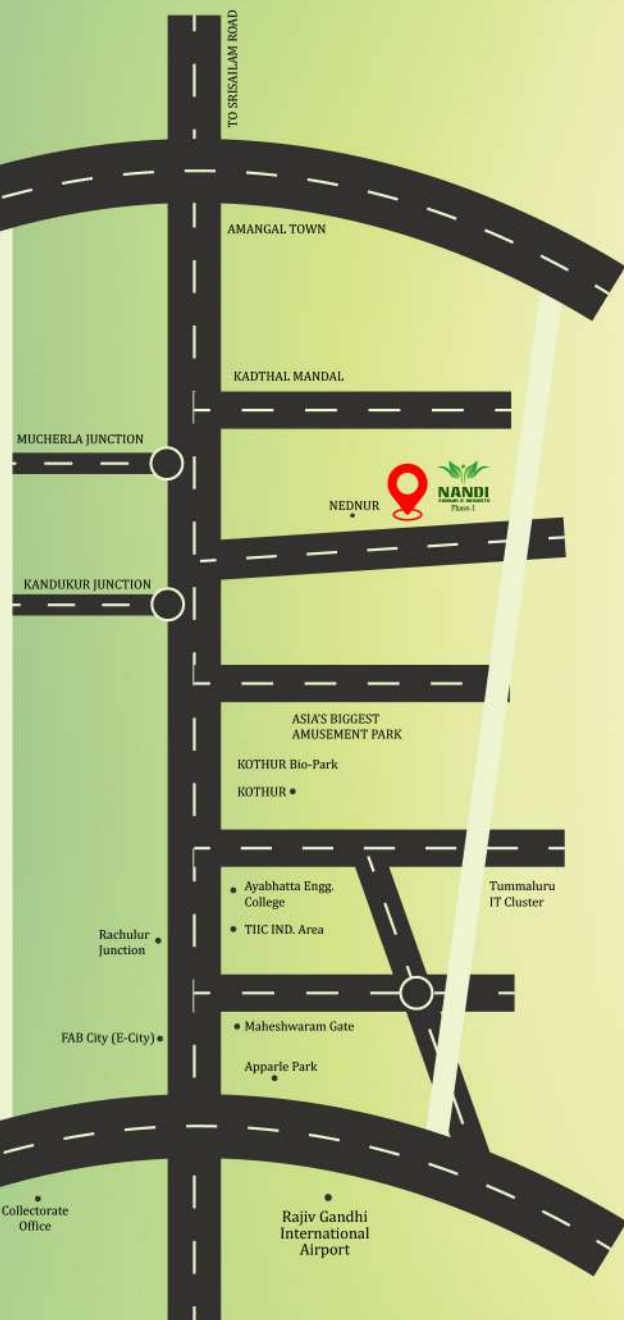 TO SRISAILAM ROAD
AMANGAL TOWN
KADTHAL MANDAL
MUCHERLA JUNCTION
NANDI
Phase-1
NEDNUR
KANDUKUR JUNCTION
ASIA'S BIGGEST
AMUSEMENT PARK
KOTHUR Bio-Park
KOTHUR
Ayabhatta Engg.
College
Tummaluru
IT Cluster
TIIC IND. Area
Rachulur
Junction
Maheshwaram Gate
FAB City (E-City)
Apparle Park
Collectorate
Office
Rajiv Gandhi
International
Airport